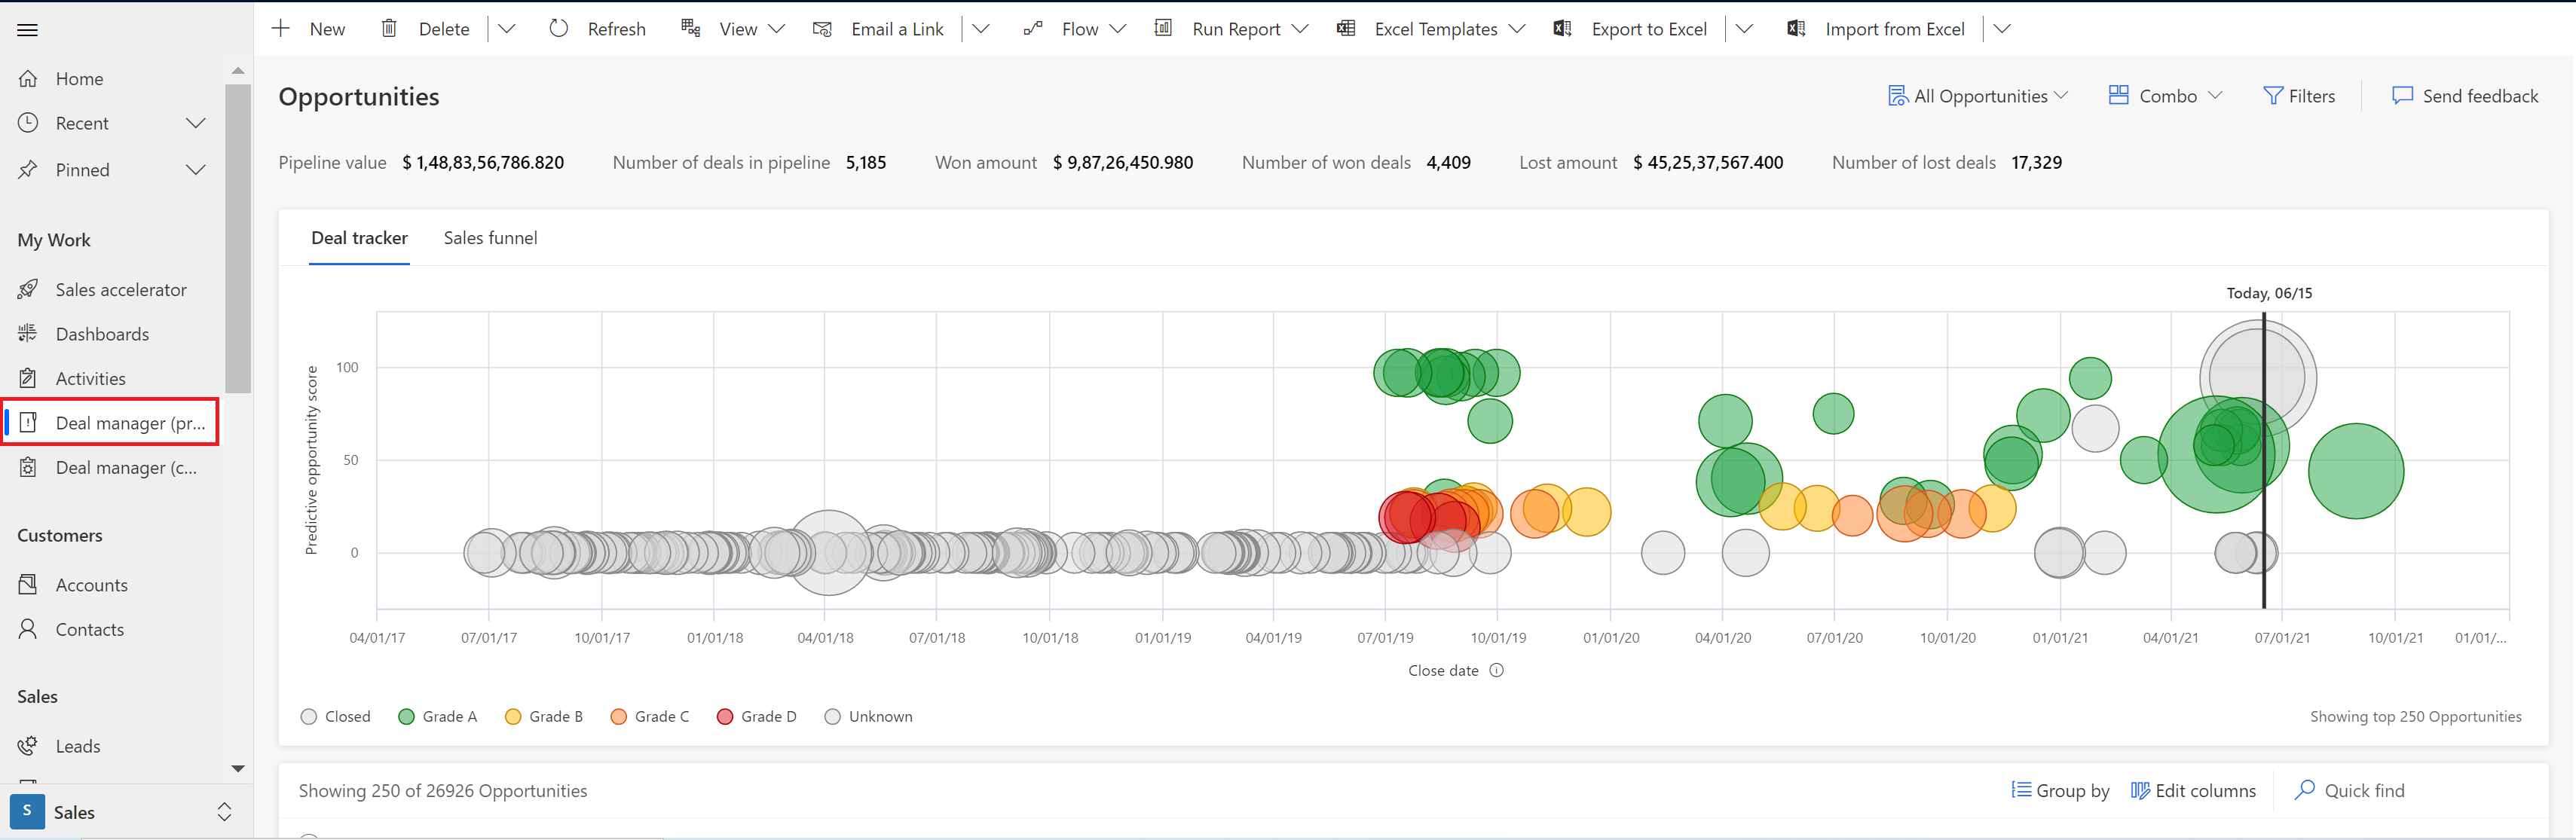 New Delete Refresh View Email a Link Flow Run Report Excel Templates Export to Excel Import from Excel
Home
Recent
Pinned
My Work
Sales accelerator
Dashboards
Activities
Deal manager (pr...
Deal manager (c...
Customers
Accounts
Contacts
Sales
Leads
S Sales
Opportunities
All Opportunities Combo Filters Send feedback
Pipeline value $ 1,48,83,56,786.820 Number of deals in pipeline 5,185 Won amount $ 9,87,26,450.980 Number of won deals 4,409 Lost amount $ 45,25,37,567.400 Number of lost deals 17,329
Deal tracker Sales funnel
Today, 06/15
Predictive opportunity score
100
50
0
04/01/17 07/01/17 10/01/17 01/01/18 04/01/18 07/01/18 10/01/18 01/01/19 04/01/19 07/01/19 10/01/19 01/01/20 04/01/20 07/01/20 10/01/20 01/01/21 04/01/21 07/01/21 10/01/21 01/01/...
Close date
Closed Grade A Grade B Grade C Grade D Unknown
Showing top 250 Opportunities
Showing 250 of 26926 Opportunities
Group by Edit columns Quick find